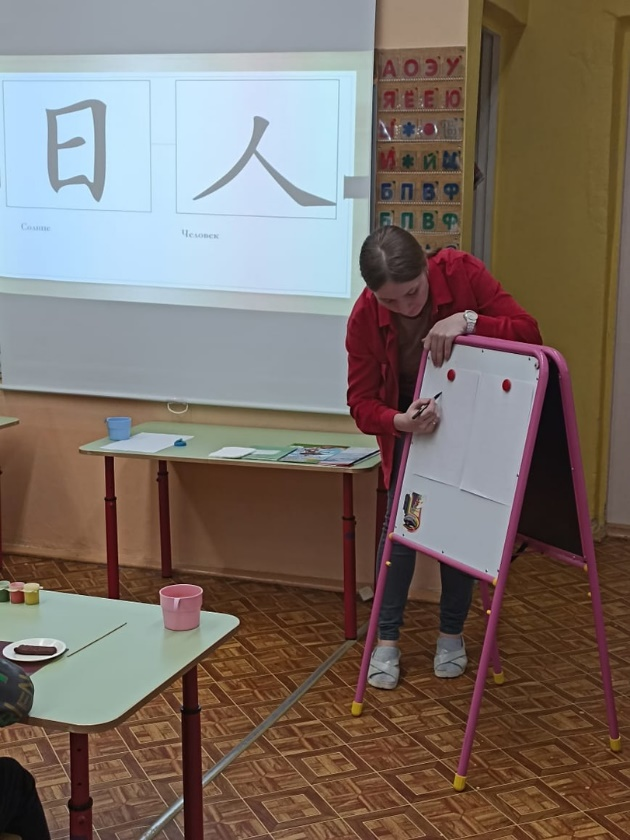 日 人
Солнце Человек
А О Э У
Я Ё Е Ю
Б П В Ф
Б П В Ф